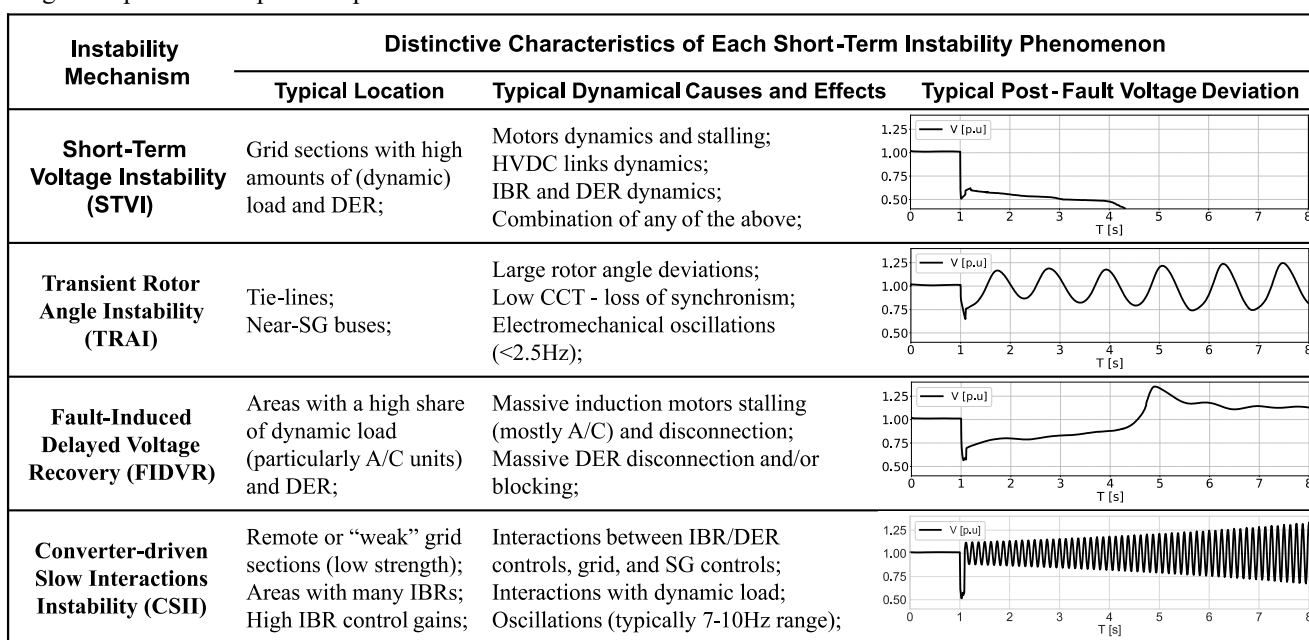 Instability
Mechanism
Distinctive Characteristics of Each Short-Term Instability Phenomenon
Typical Location
Typical Dynamical Causes and Effects
Typical Post-Fault Voltage Deviation
Short-Term
Voltage Instability
(STVI)
Grid sections with high
amounts of (dynamic)
load and DER;
Motors dynamics and stalling;
HVDC links dynamics;
IBR and DER dynamics;
Combination of any of the above;
V [p.u]
1.25
1.00
0.75
0.50
0 1 2 3 4 5 6 7 8
T [s]
Transient Rotor
Angle Instability
(TRAI)
Tie-lines;
Near-SG buses;
Large rotor angle deviations;
Low CCT - loss of synchronism;
Electromechanical oscillations
(<2.5Hz);
V [p.u]
1.25
1.00
0.75
0.50
0 1 2 3 4 5 6 7 8
T [s]
Fault-Induced
Delayed Voltage
Recovery (FIDVR)
Areas with a high share
of dynamic load
(particularly A/C units)
and DER;
Massive induction motors stalling
(mostly A/C) and disconnection;
Massive DER disconnection and/or
blocking;
V [p.u]
1.25
1.00
0.75
0.50
0 1 2 3 4 5 6 7 8
T [s]
Converter-driven
Slow Interactions
Instability (CSII)
Remote or “weak” grid
sections (low strength);
Areas with many IBRs;
High IBR control gains;
Interactions between IBR/DER
controls, grid, and SG controls;
Interactions with dynamic load;
Oscillations (typically 7-10Hz range);
V [p.u]
1.25
1.00
0.75
0.50
0 1 2 3 4 5 6 7 8
T [s]